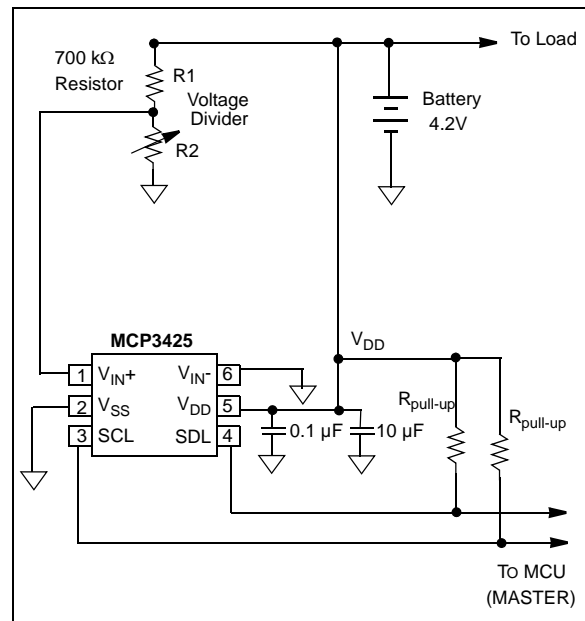 To Load
700 kΩ
Resistor
R1
Voltage
Divider
R2
Battery
4.2V
MCP3425
VDD
1 VIN+
VIN- 6
2 VSS
VDD 5
3 SCL
SDL 4
0.1 µF
10 µF
Rpull-up
Rpull-up
To MCU
(MASTER)